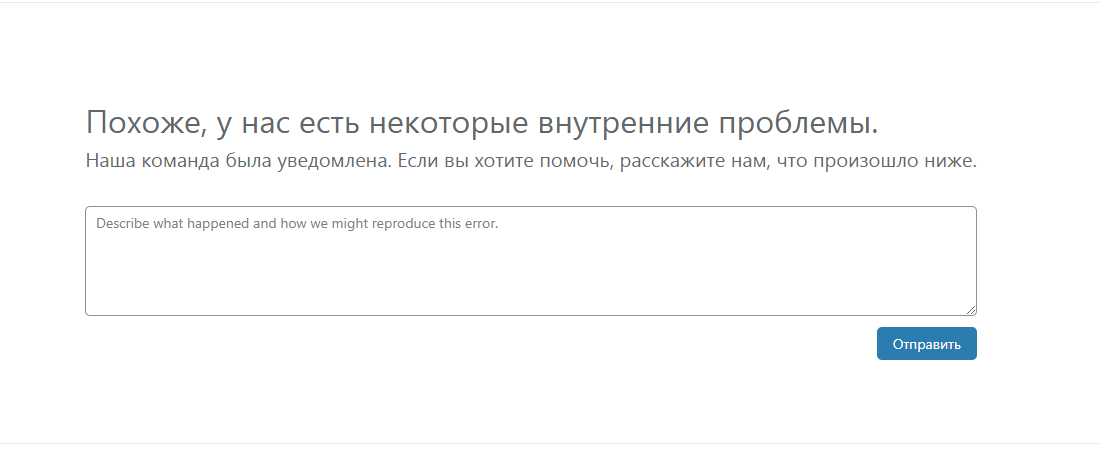 Похоже, у нас есть некоторые внутренние проблемы.
Наша команда была уведомлена. Если вы хотите помочь, расскажите нам, что произошло ниже.
Describe what happened and how we might reproduce this error.
Отправить